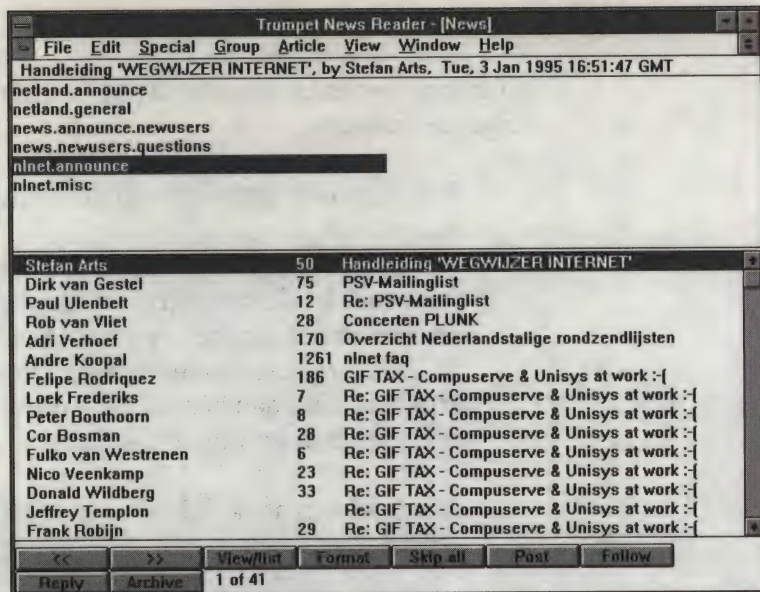 Trumpet News Reader - [News]
File Edit Special Group Article View Window Help
Handleiding 'WEGWIJZER INTERNET', by Stefan Arts, Tue, 3 Jan 1995 16:51:47 GMT
netland.announce
netland.general
news.announce.newusers
news.newusers.questions
nlnet.announce
nlnet.misc
Stefan Arts 50 Handleiding 'WEGWIJZER INTERNET'
Dirk van Gestel 75 PSV-Mailinglist
Paul Ulenbelt 12 Re: PSV-Mailinglist
Rob van Vliet 28 Concerten PLUNK
Adri Verhoef 170 Overzicht Nederlandstalige rondzendlijsten
Andre Koopal 1261 nlnet faq
Felipe Rodriquez 186 GIF TAX - Compuserve & Unisys at work :-[
Loek Frederiks 7 Re: GIF TAX - Compuserve & Unisys at work :-[
Peter Bouthoorn 8 Re: GIF TAX - Compuserve & Unisys at work :-[
Cor Bosman 28 Re: GIF TAX - Compuserve & Unisys at work :-[
Fulko van Westrenen 6 Re: GIF TAX - Compuserve & Unisys at work :-[
Nico Veenkamp 23 Re: GIF TAX - Compuserve & Unisys at work :-[
Donald Wildberg 33 Re: GIF TAX - Compuserve & Unisys at work :-[
Jeffrey Templon Re: GIF TAX - Compuserve & Unisys at work :-[
Frank Robijn 29 Re: GIF TAX - Compuserve & Unisys at work :-[
<< >> View/list Format Skip all Post Follow
Reply Archive 1 of 41